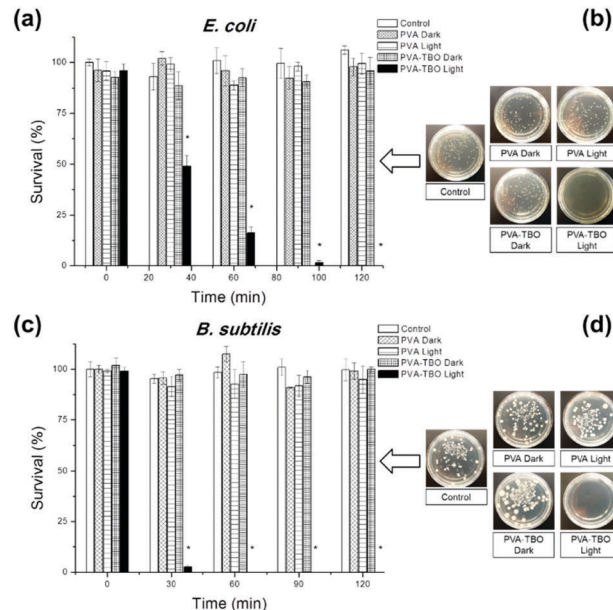 (a)
E. coli
(b)
Control
PVA Dark
PVA Light
PVA-TBO Dark
PVA-TBO Light
Survival (%)
100
75
50
25
0
*
*
*
*
0
20
40
60
80
100
120
Time (min)
Control
PVA Dark
PVA Light
PVA-TBO
Dark
PVA-TBO
Light
(c)
B. subtilis
(d)
Control
PVA Dark
PVA Light
PVA-TBO Dark
PVA-TBO Light
Survival (%)
100
75
50
25
0
*
*
*
*
0
30
60
90
120
Time (min)
Control
PVA Dark
PVA Light
PVA-TBO
Dark
PVA-TBO
Light